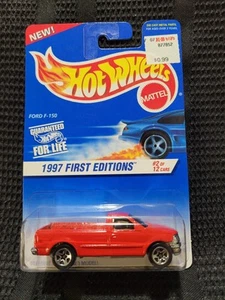 NEW!
Hot Wheels
MATTEL
$0.99
FORD F-150
GUARANTEED
FOR LIFE
1997 FIRST EDITIONS
#2 OF
12 CARS